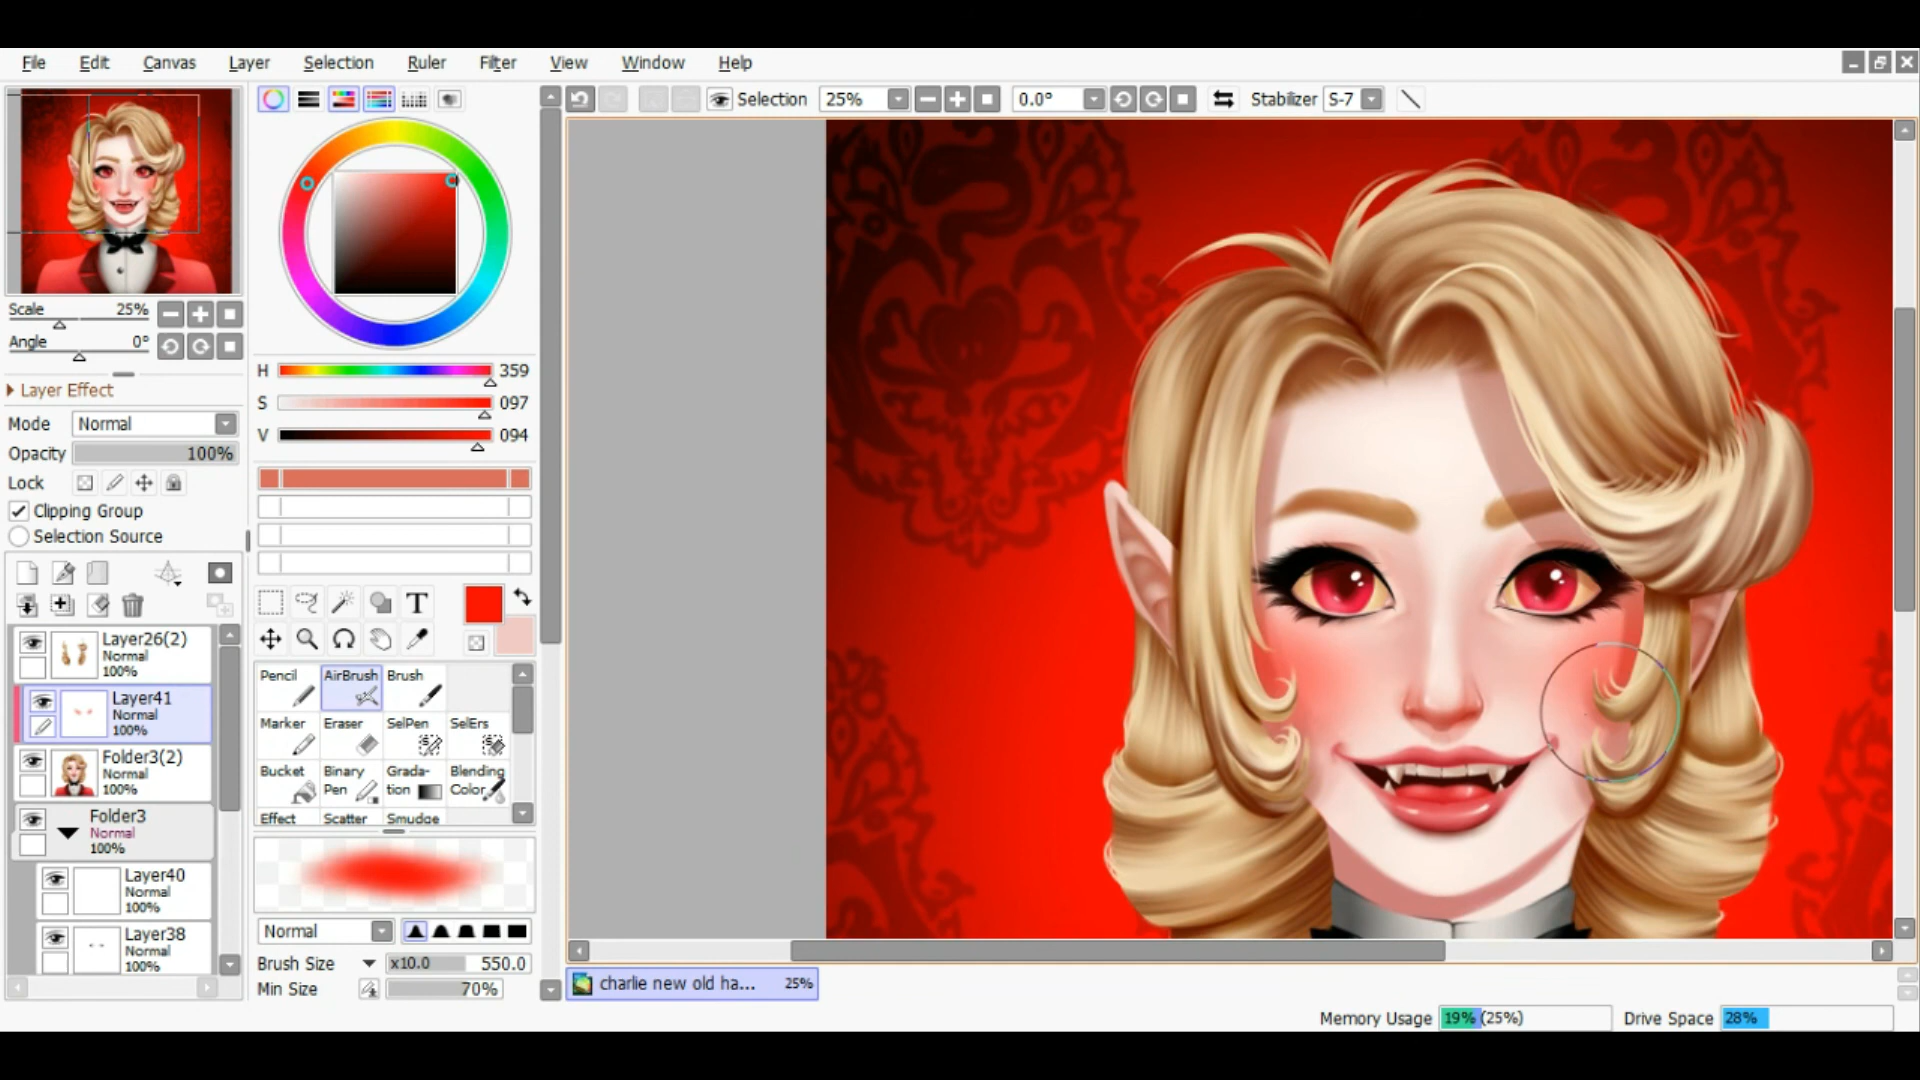 File Edit Canvas Layer Selection Ruler Filter View Window Help
Selection 25% 0.0° Stabilizer S-7
Scale 25%
Angle 0°
Layer Effect
Mode Normal
Opacity 100%
Lock
Clipping Group
Selection Source
Layer26(2)
Normal
100%
Layer41
Normal
100%
Folder3(2)
Normal
100%
Folder3
Normal
100%
Layer40
Normal
100%
Layer38
Normal
100%
H 359
S 097
V 094
T
Pencil AirBrush Brush
Marker Eraser SelPen SelErs
Bucket Binary Pen Grada-tion Blending Color
Effect Scatter Smudge
Normal
Brush Size x10.0 550.0
Min Size 70%
charlie new old ha... 25%
Memory Usage 19% (25%) Drive Space 28%